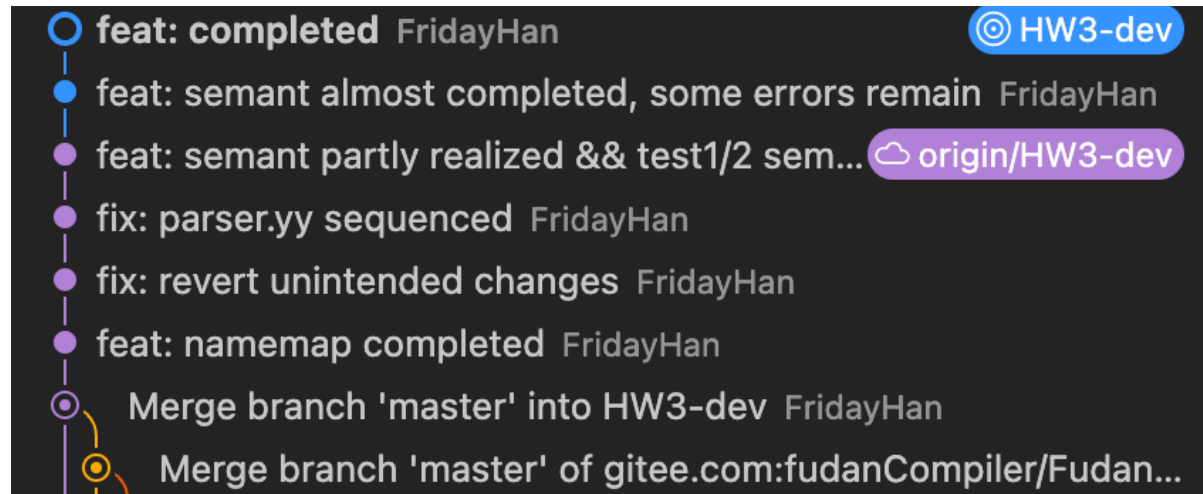 feat: completed FridayHan HW3-dev
feat: semant almost completed, some errors remain FridayHan
feat: semant partly realized && test1/2 sem... origin/HW3-dev
fix: parser.yy sequenced FridayHan
fix: revert unintended changes FridayHan
feat: namemap completed FridayHan
Merge branch 'master' into HW3-dev FridayHan
Merge branch 'master' of gitee.com:fudanCompiler/Fudan...